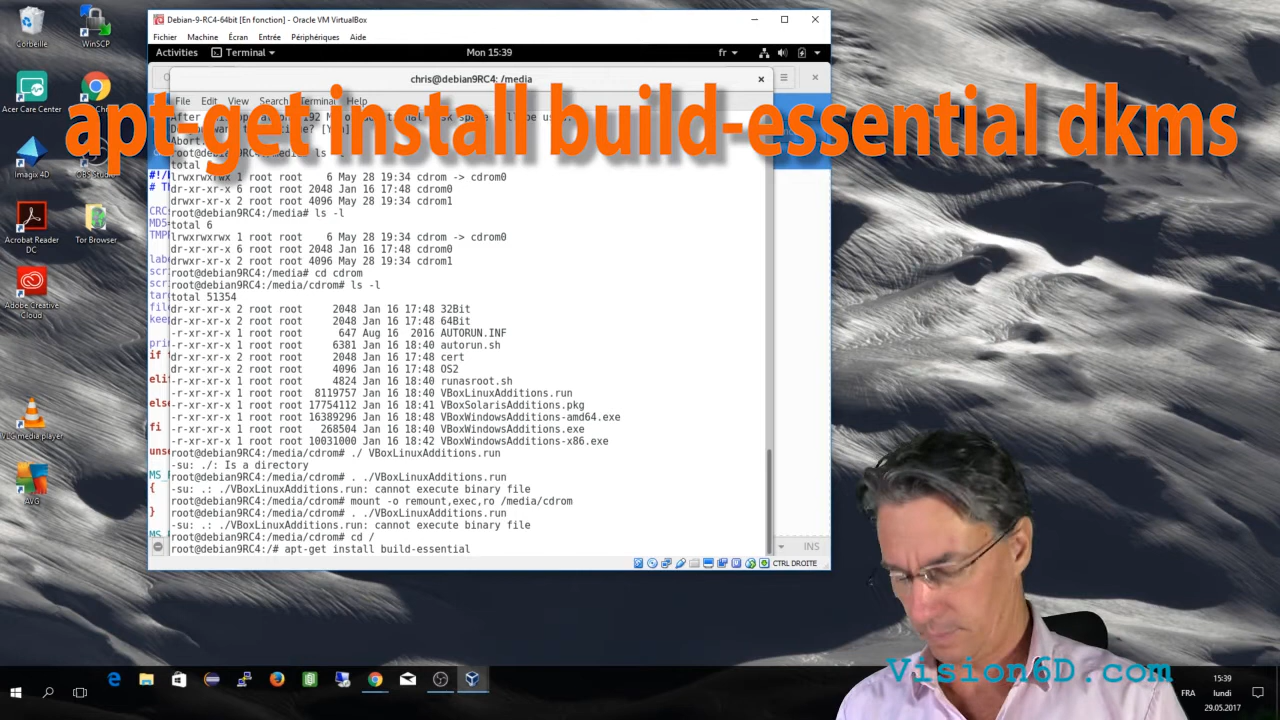 Debian-9-RC4-64bit [En fonction] - Oracle VM VirtualBox
Fichier Machine Écran Entrée Périphériques Aide
Activities Terminal Mon 15:39 fr
chris@debian9RC4: /media
File Edit View Search Terminal Help
apt-get install build-essential dkms
Abort.
total
lrwxrwxrwx 1 root root 6 May 28 19:34 cdrom -> cdrom0
dr-xr-xr-x 6 root root 2048 Jan 16 17:48 cdrom0
drwxr-xr-x 2 root root 4096 May 28 19:34 cdrom1
root@debian9RC4:/media# ls -l
total 6
lrwxrwxrwx 1 root root 6 May 28 19:34 cdrom -> cdrom0
dr-xr-xr-x 6 root root 2048 Jan 16 17:48 cdrom0
drwxr-xr-x 2 root root 4096 May 28 19:34 cdrom1
root@debian9RC4:/media# cd cdrom
root@debian9RC4:/media/cdrom# ls -l
total 51354
dr-xr-xr-x 2 root root 2048 Jan 16 17:48 32Bit
dr-xr-xr-x 2 root root 2048 Jan 16 17:48 64Bit
-r-xr-xr-x 1 root root 647 Aug 16 2016 AUTORUN.INF
-r-xr-xr-x 1 root root 6381 Jan 16 18:40 autorun.sh
dr-xr-xr-x 2 root root 2048 Jan 16 17:48 cert
dr-xr-xr-x 2 root root 4096 Jan 16 17:48 OS2
-r-xr-xr-x 1 root root 4824 Jan 16 18:40 runasroot.sh
-r-xr-xr-x 1 root root 8119757 Jan 16 18:40 VBoxLinuxAdditions.run
-r-xr-xr-x 1 root root 17754112 Jan 16 18:41 VBoxSolarisAdditions.pkg
-r-xr-xr-x 1 root root 16389296 Jan 16 18:48 VBoxWindowsAdditions-amd64.exe
-r-xr-xr-x 1 root root 268504 Jan 16 18:40 VBoxWindowsAdditions.exe
-r-xr-xr-x 1 root root 10031000 Jan 16 18:42 VBoxWindowsAdditions-x86.exe
root@debian9RC4:/media/cdrom# ./ VBoxLinuxAdditions.run
-su: ./: Is a directory
root@debian9RC4:/media/cdrom# . ./VBoxLinuxAdditions.run
-su: .: ./VBoxLinuxAdditions.run: cannot execute binary file
root@debian9RC4:/media/cdrom# mount -o remount,exec,ro /media/cdrom
root@debian9RC4:/media/cdrom# . ./VBoxLinuxAdditions.run
-su: .: ./VBoxLinuxAdditions.run: cannot execute binary file
root@debian9RC4:/media/cdrom# cd /
root@debian9RC4:/# apt-get install build-essential
INS
CTRL DROITE
Corbeille
WinSCP
Acer Care Center
Imagix 4D
OBS Studio
Acrobat Reader
DC
Tor Browser
Adobe Creative
Cloud
VLC media player
AVG
Vision6D.com
15:39
FRA
lundi
29.05.2017